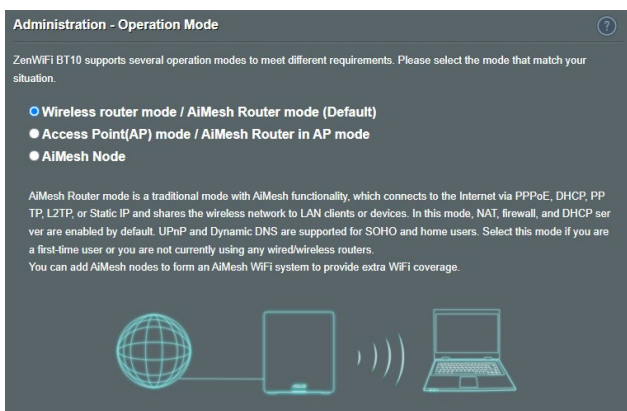 Administration - Operation Mode
?
ZenWiFi BT10 supports several operation modes to meet different requirements. Please select the mode that match your
situation.
Wireless router mode / AiMesh Router mode (Default)
Access Point(AP) mode / AiMesh Router in AP mode
AiMesh Node
AiMesh Router mode is a traditional mode with AiMesh functionality, which connects to the Internet via PPPoE, DHCP, PP
TP, L2TP, or Static IP and shares the wireless network to LAN clients or devices. In this mode, NAT, firewall, and DHCP ser
ver are enabled by default. UPnP and Dynamic DNS are supported for SOHO and home users. Select this mode if you are
a first-time user or you are not currently using any wired/wireless routers.
You can add AiMesh nodes to form an AiMesh WiFi system to provide extra WiFi coverage.